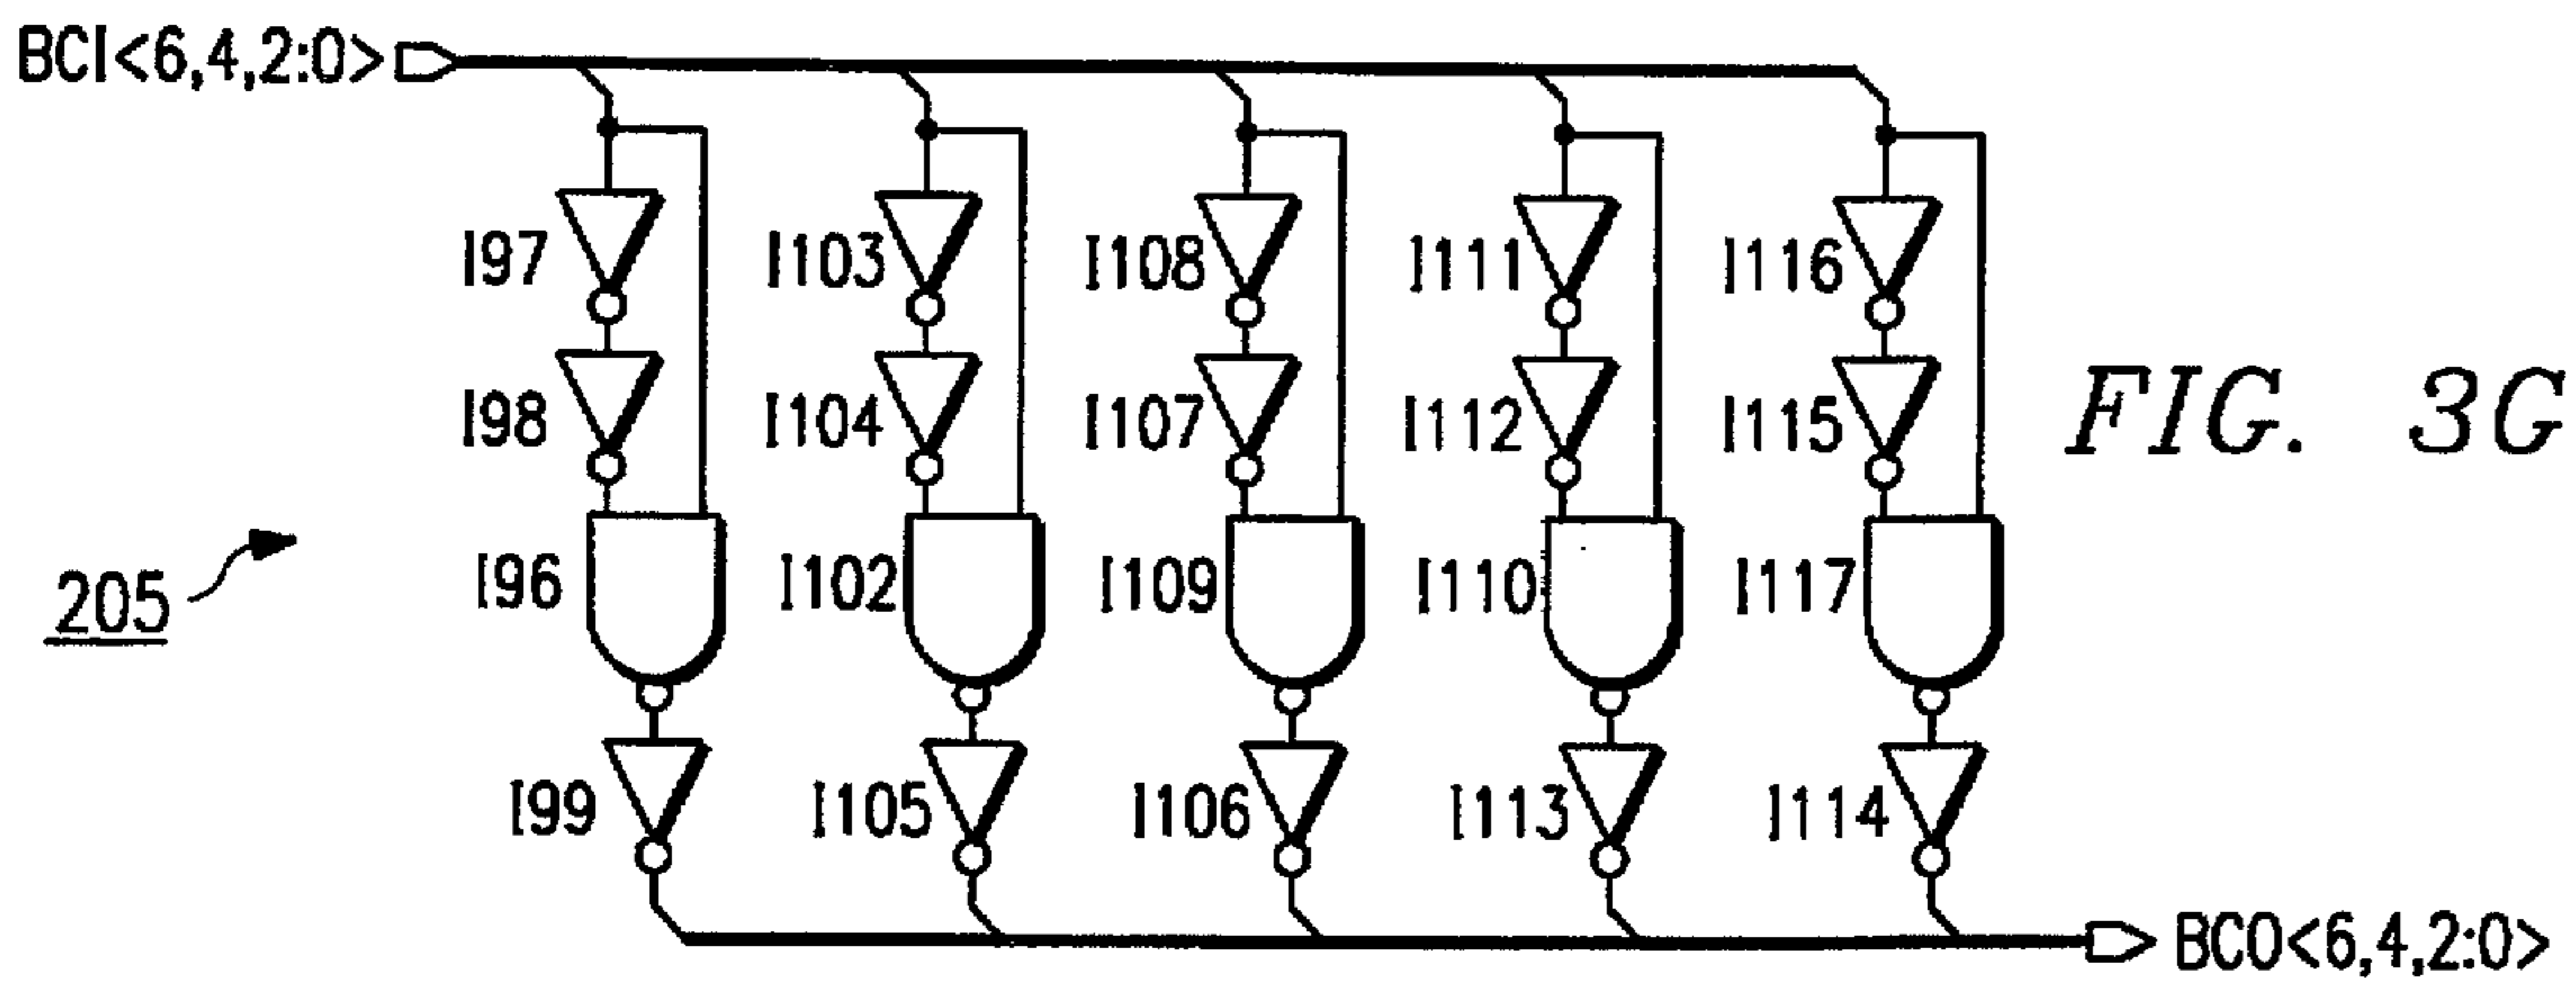 BCI<6,4,2:0>
I97 I103 I108 I111 I116
I98 I104 I107 I112 I115
FIG. 3G
205
I96 I102 I109 I110 I117
I99 I105 I106 I113 I114
BCO<6,4,2:0>